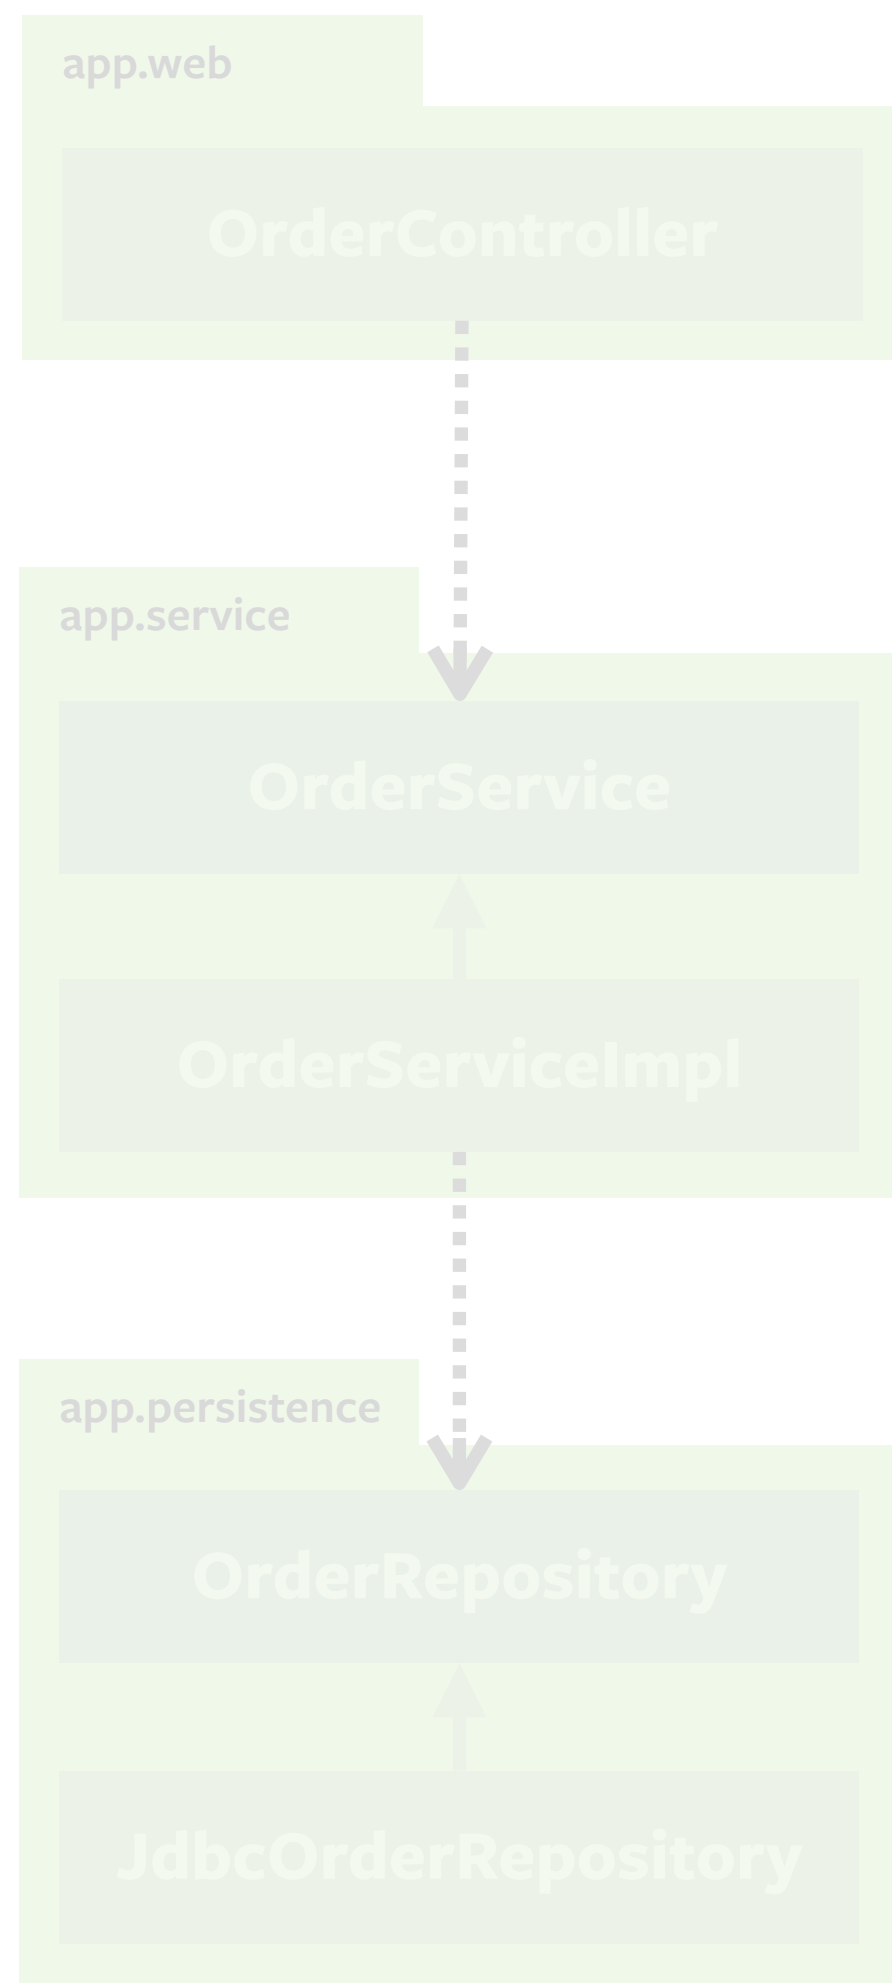 app.web
OrderController
app.service
OrderService
OrderServiceImpl
app.persistence
OrderRepository
JdbcOrderRepository